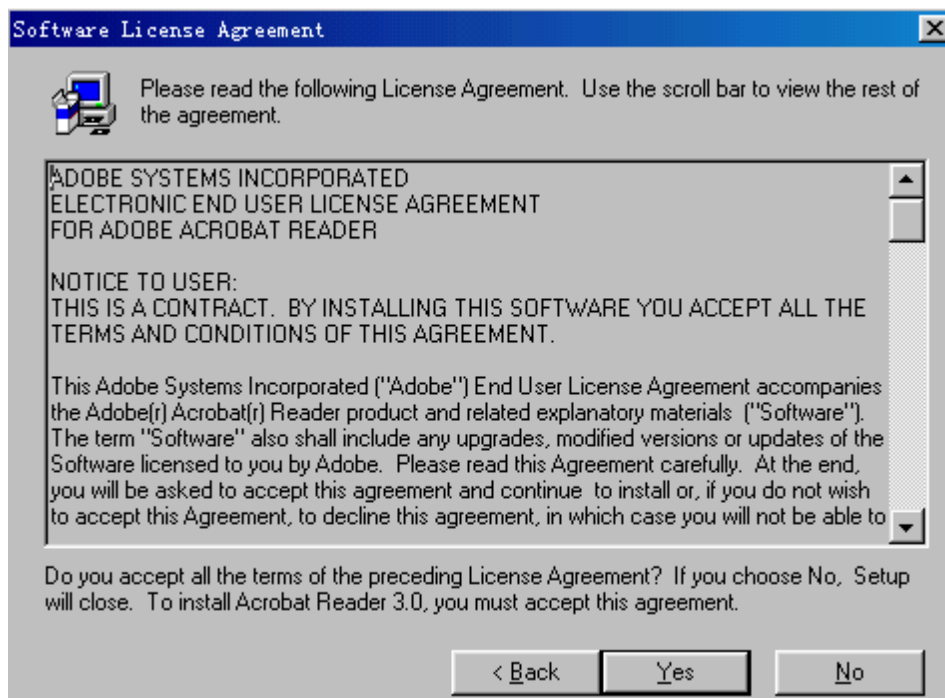 Software License Agreement
Please read the following License Agreement.  Use the scroll bar to view the rest of
the agreement.
ADOBE SYSTEMS INCORPORATED
ELECTRONIC END USER LICENSE AGREEMENT
FOR ADOBE ACROBAT READER
NOTICE TO USER:
THIS IS A CONTRACT.  BY INSTALLING THIS SOFTWARE YOU ACCEPT ALL THE
TERMS AND CONDITIONS OF THIS AGREEMENT.
This Adobe Systems Incorporated ("Adobe") End User License Agreement accompanies
the Adobe(r) Acrobat(r) Reader product and related explanatory materials  ("Software").
The term "Software" also shall include any upgrades, modified versions or updates of the
Software licensed to you by Adobe.  Please read this Agreement carefully.  At the end,
you will be asked to accept this agreement and continue  to install or, if you do not wish
to accept this Agreement, to decline this agreement, in which case you will not be able to
Do you accept all the terms of the preceding License Agreement?  If you choose No,  Setup
will close.  To install Acrobat Reader 3.0, you must accept this agreement.
< Back Yes No